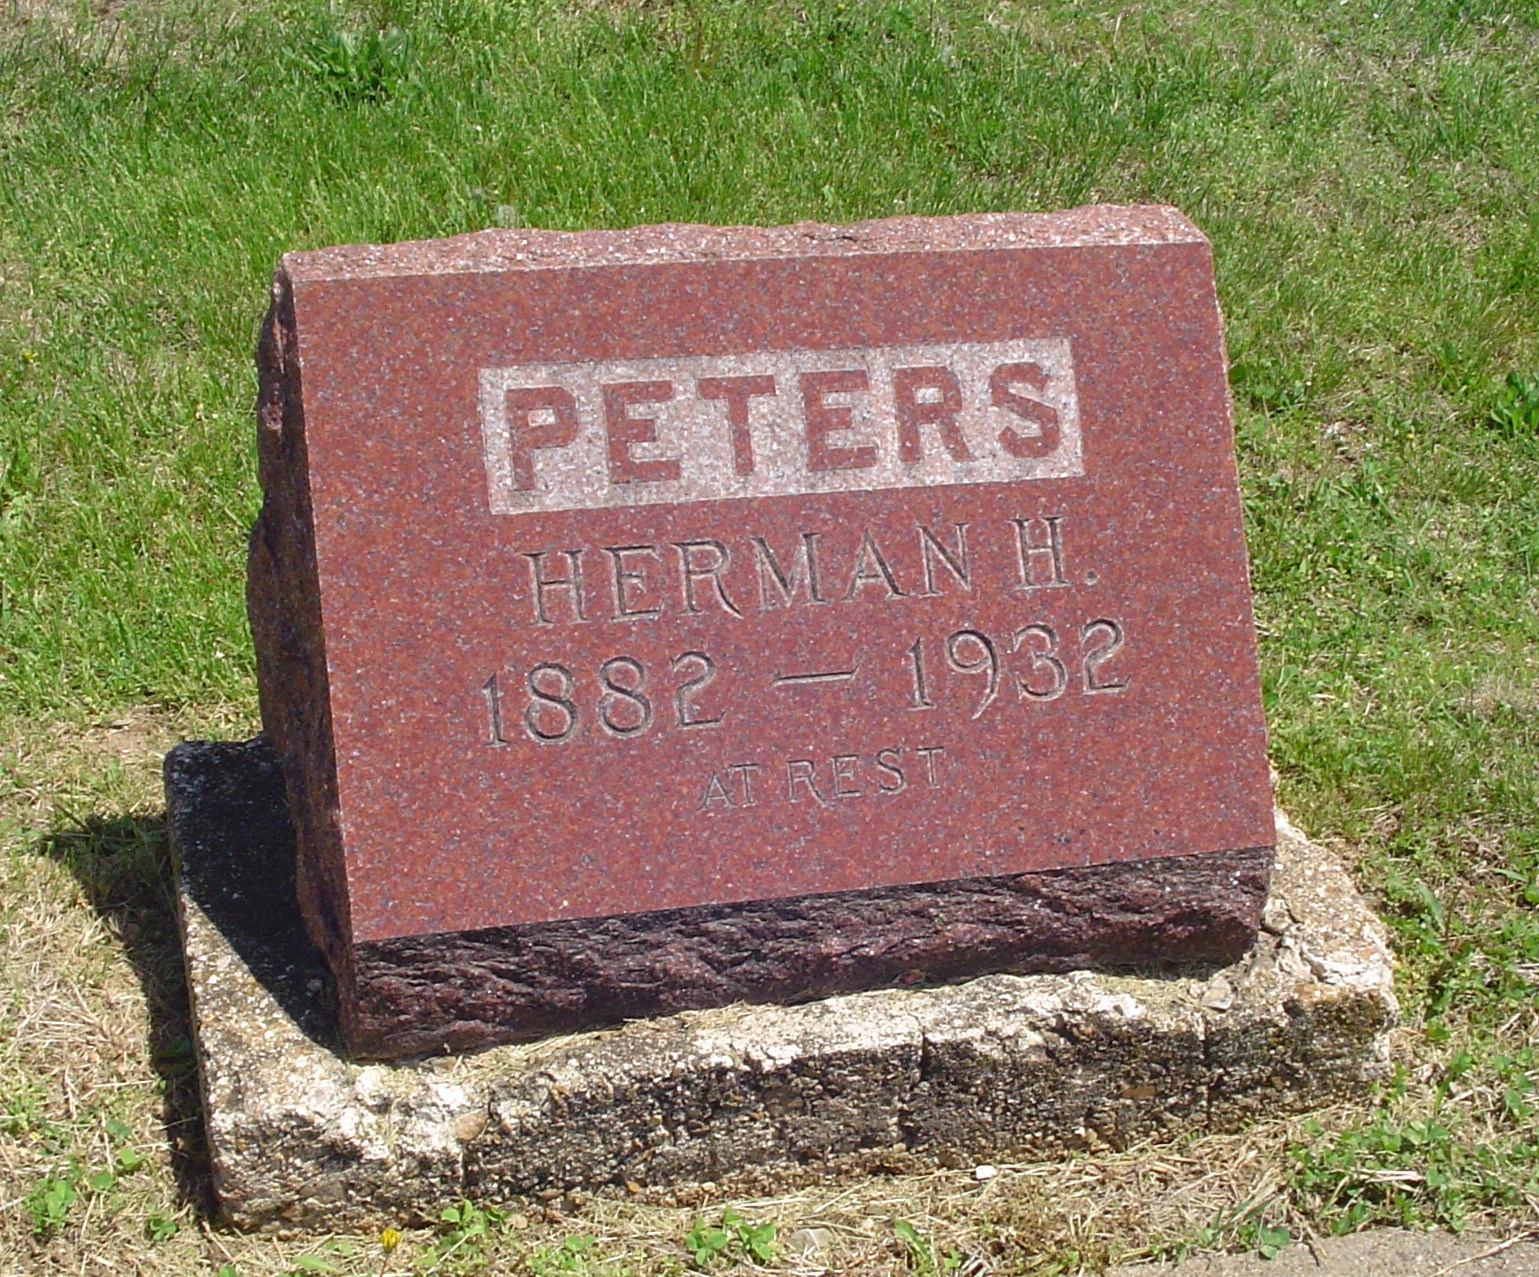 PETERS
HERMAN H.
1882 — 1932
AT REST